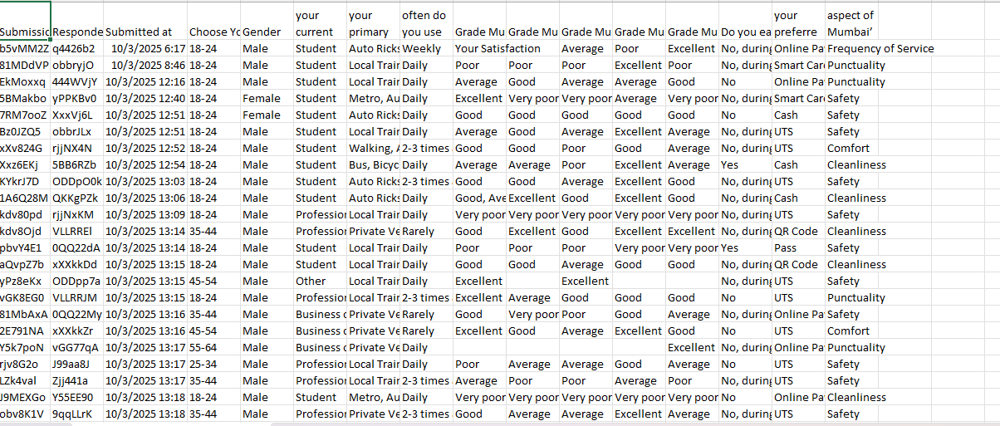 your your often do your aspect of
Submissic Responde Submitted at Choose Yc Gender current primary you use Grade Mu Grade Mu Grade Mu Grade Mu Grade Mu Do you ea preferre Mumbai'
b5vMM2Z q4426b2 10/3/2025 6:17 18-24 Male Student Auto Ricks Weekly Your Satisfaction Average Poor Excellent No, during Online Pa Frequency of Service
81MDdVP obbryjO 10/3/2025 8:46 18-24 Male Student Local Train Daily Poor Poor Poor Excellent Poor No, during Smart Card Punctuality
EkMoxxq 444WVjY 10/3/2025 12:16 18-24 Male Student Local Train Daily Average Good Average Average Good No Online Pa Punctuality
5BMakbo yPPKBv0 10/3/2025 12:40 18-24 Female Student Metro, Au Daily Excellent Very poor Very poor Average Very poor No, during Smart Card Safety
7RM7ooZ XxxVj6L 10/3/2025 12:51 18-24 Female Student Auto Ricks Daily Good Good Good Good Good No Cash Safety
Bz0JZQ5 obbrJLx 10/3/2025 12:51 18-24 Male Student Local Train Daily Average Good Average Excellent Average No, during UTS Safety
xXv824G rjjNX4N 10/3/2025 12:52 18-24 Male Student Walking, A 2-3 times Good Good Poor Good Average No, during UTS Comfort
Xxz6EKj 5BB6RZb 10/3/2025 12:54 18-24 Male Student Bus, Bicyc Daily Average Average Poor Excellent Average Yes Cash Cleanliness
KYkrJ7D ODDpO0k 10/3/2025 13:03 18-24 Male Student Auto Ricks 2-3 times Good Good Average Excellent Good No, during UTS Safety
1A6Q28M QKKgPZk 10/3/2025 13:06 18-24 Male Student Auto Ricks Daily Good, Ave Excellent Good Excellent Good No, during Cash Cleanliness
kdv80pd rjjNxKM 10/3/2025 13:09 18-24 Male Profession Local Train Daily Very poor Very poor Very poor Very poor Very poor No, during UTS Safety
kdv8Ojd VLLRREl 10/3/2025 13:14 35-44 Male Profession Private Ve Rarely Good Excellent Good Excellent Excellent No, during QR Code Cleanliness
pbvY4E1 0QQ22dA 10/3/2025 13:14 18-24 Male Student Local Train Daily Poor Poor Poor Very poor Very poor Yes Pass Safety
aQvpZ7b xXXkkDd 10/3/2025 13:15 18-24 Male Student Local Train Daily Good Good Average Good Good No, during QR Code Cleanliness
yPz8eKx ODDpp7a 10/3/2025 13:15 45-54 Male Other Local Train Daily Excellent Excellent No, during UTS Safety
vGK8EG0 VLLRRJM 10/3/2025 13:15 18-24 Male Profession Local Train 2-3 times Excellent Average Good Good Good No UTS Punctuality
81MbAxA 0QQ22My 10/3/2025 13:16 35-44 Male Business o Private Ve Rarely Good Very poor Poor Good Average No, during Online Pa Safety
2E791NA xXXkkZr 10/3/2025 13:16 45-54 Male Business o Private Ve Rarely Excellent Good Average Excellent Good No UTS Comfort
Y5k7poN vGG77qA 10/3/2025 13:17 55-64 Male Business o Private Ve Daily Excellent No, during Online Pa Punctuality
rjv8G2o J99aa8J 10/3/2025 13:17 25-34 Male Profession Local Train Daily Poor Average Average Good Average No UTS Safety
LZk4val Zjj441a 10/3/2025 13:17 35-44 Male Profession Local Train 2-3 times Average Poor Poor Average Poor No, during UTS Safety
J9MEXGo Y55EE90 10/3/2025 13:18 18-24 Male Student Metro, Au Daily Very poor Very poor Very poor Very poor Very poor No Online Pa Cleanliness
obv8K1V 9qqLLrK 10/3/2025 13:18 35-44 Male Profession Private Ve 2-3 times Good Average Average Excellent Average No, during UTS Safety